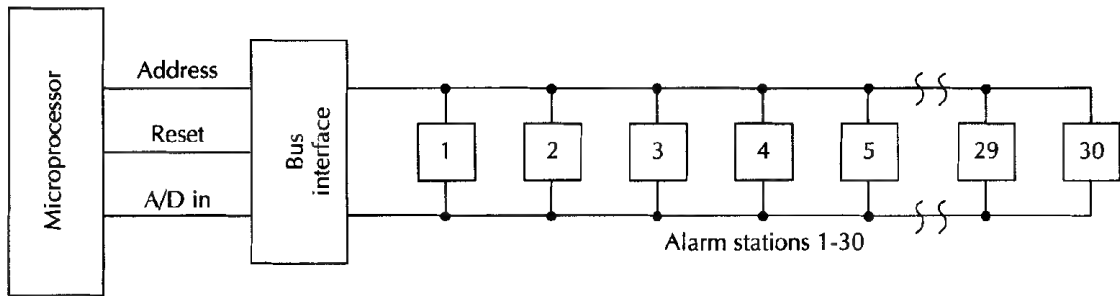 Microprocessor
Address
Reset
A/D in
Bus
interface
1
2
3
4
5
29
30
Alarm stations 1-30